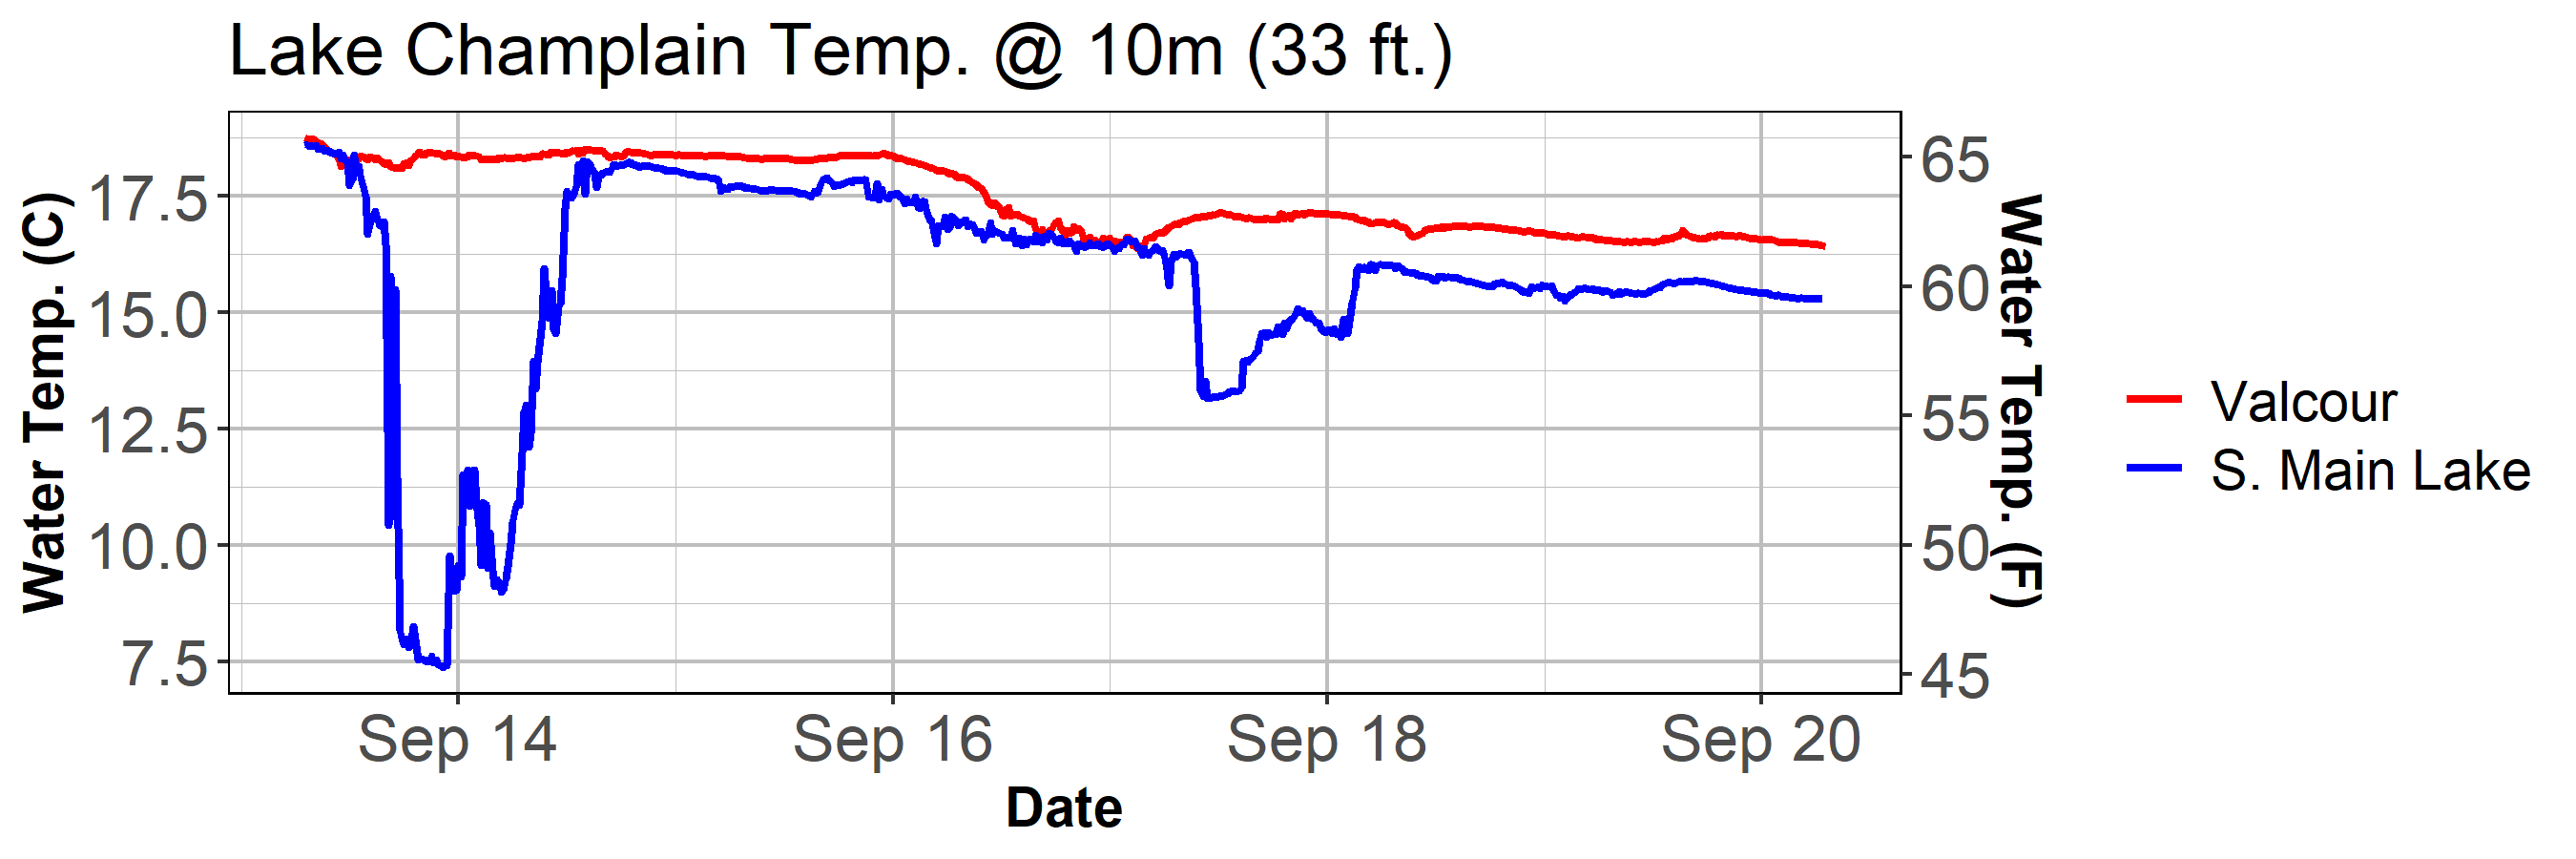 Lake Champlain Temp. @ 10m (33 ft.)
Water Temp. (C)
17.5
15.0
12.5
10.0
7.5
65
60
55
50
45
Water Temp. (F)
Sep 14 Sep 16 Sep 18 Sep 20
Date
Valcour
S. Main Lake